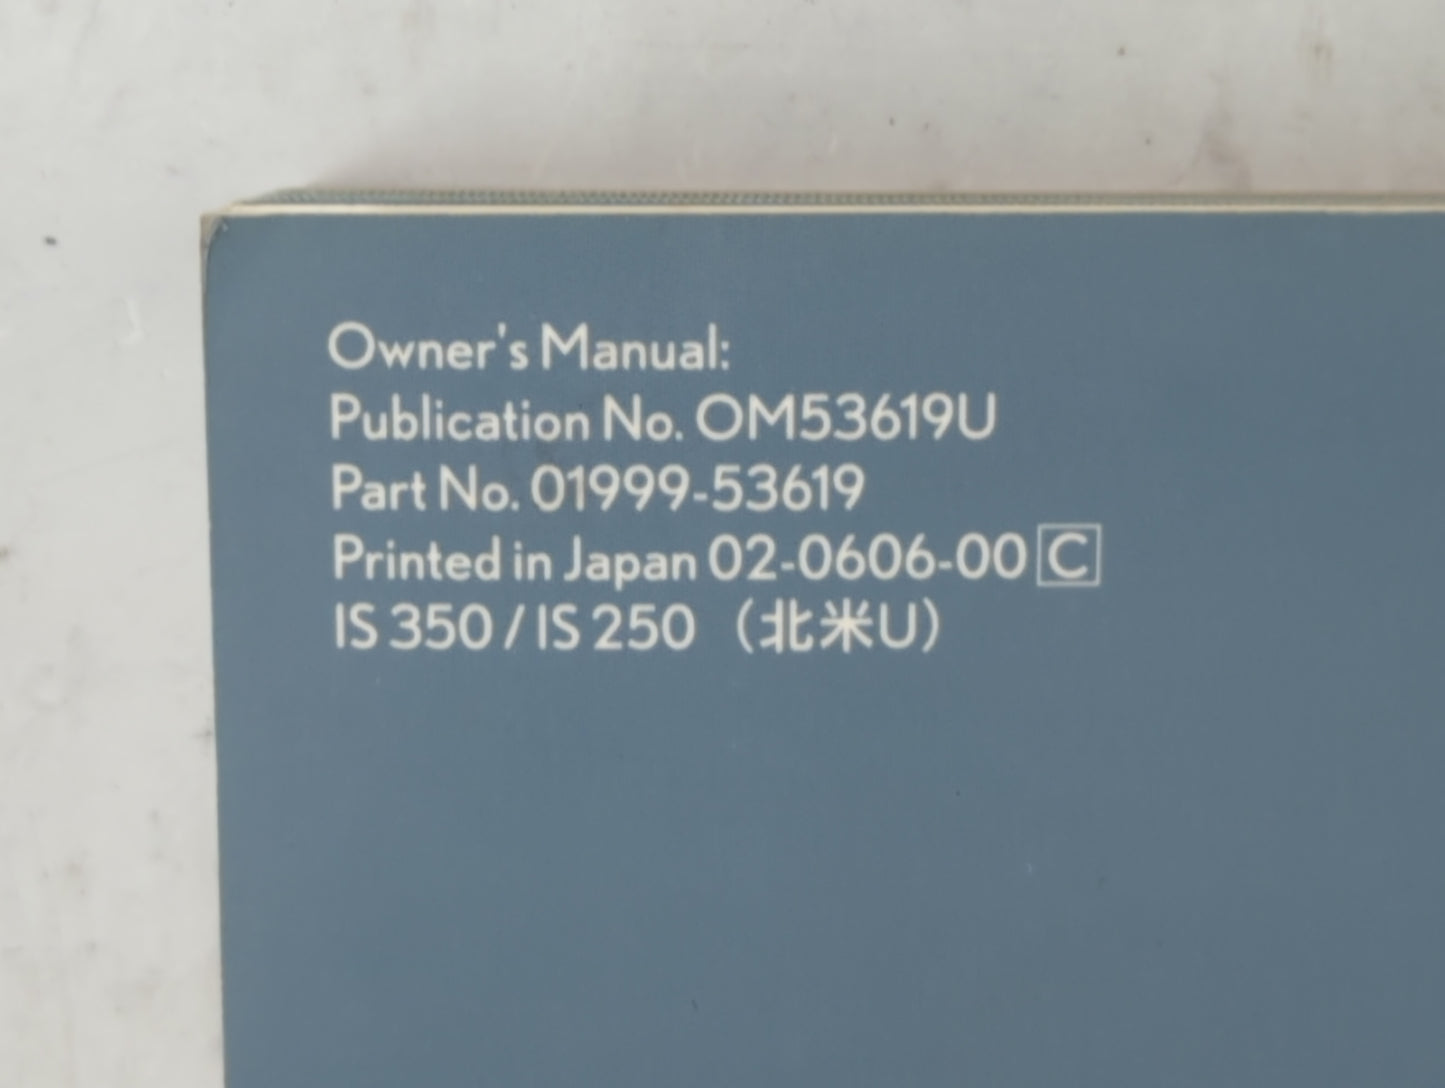 Owner's Manual:
Publication No. OM53619U
Part No. 01999-53619
Printed in Japan 02-0606-00 C
IS 350 / IS 250 （北米U）